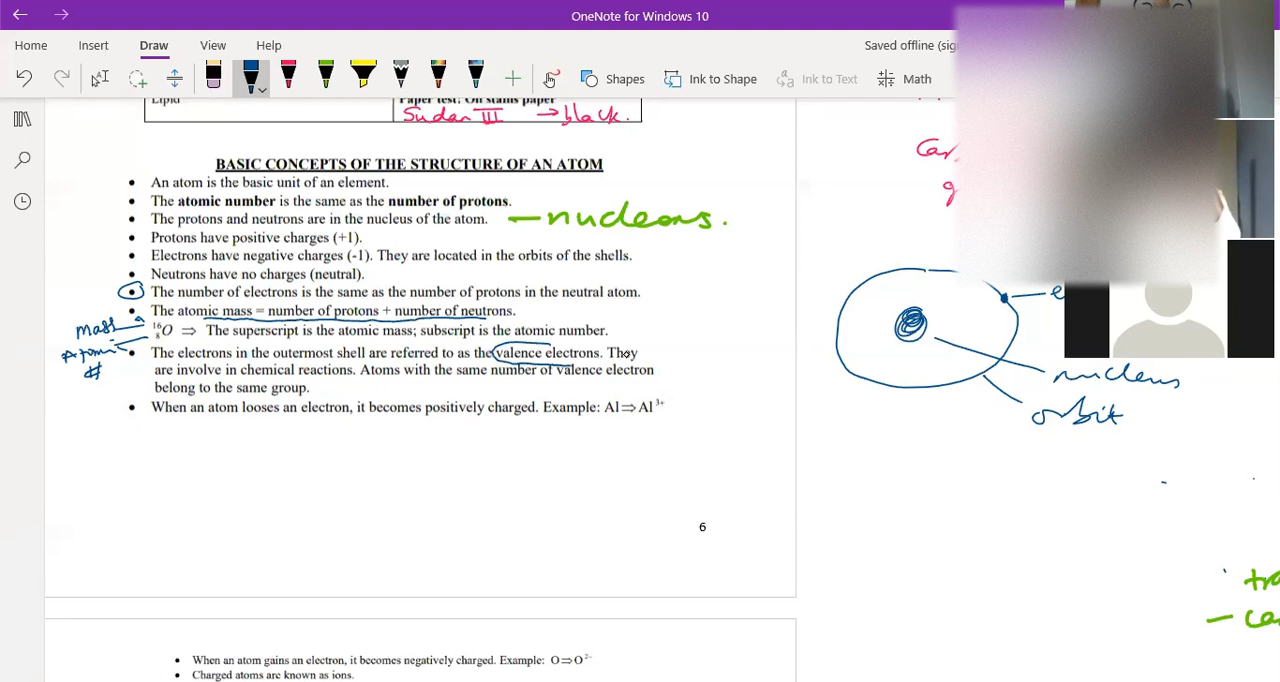 OneNote for Windows 10
Home Insert Draw View Help
Saved offline
Shapes Ink to Shape Ink to Text Math
Lipid
Paper test: Oil stains paper
Sudan III → black.
BASIC CONCEPTS OF THE STRUCTURE OF AN ATOM
• An atom is the basic unit of an element.
• The atomic number is the same as the number of protons.
• The protons and neutrons are in the nucleus of the atom. — nucleons.
• Protons have positive charges (+1).
• Electrons have negative charges (-1). They are located in the orbits of the shells.
• Neutrons have no charges (neutral).
• The number of electrons is the same as the number of protons in the neutral atom.
• The atomic mass = number of protons + number of neutrons.
mass
¹⁶₈O ⇒ The superscript is the atomic mass; subscript is the atomic number.
Atomi
#
• The electrons in the outermost shell are referred to as the valence electrons. They
are involve in chemical reactions. Atoms with the same number of valence electron
belong to the same group.
• When an atom looses an electron, it becomes positively charged. Example: Al⇒Al³⁺
e
nucleus
orbit
6
• When an atom gains an electron, it becomes negatively charged. Example: O⇒O²⁻
• Charged atoms are known as ions.